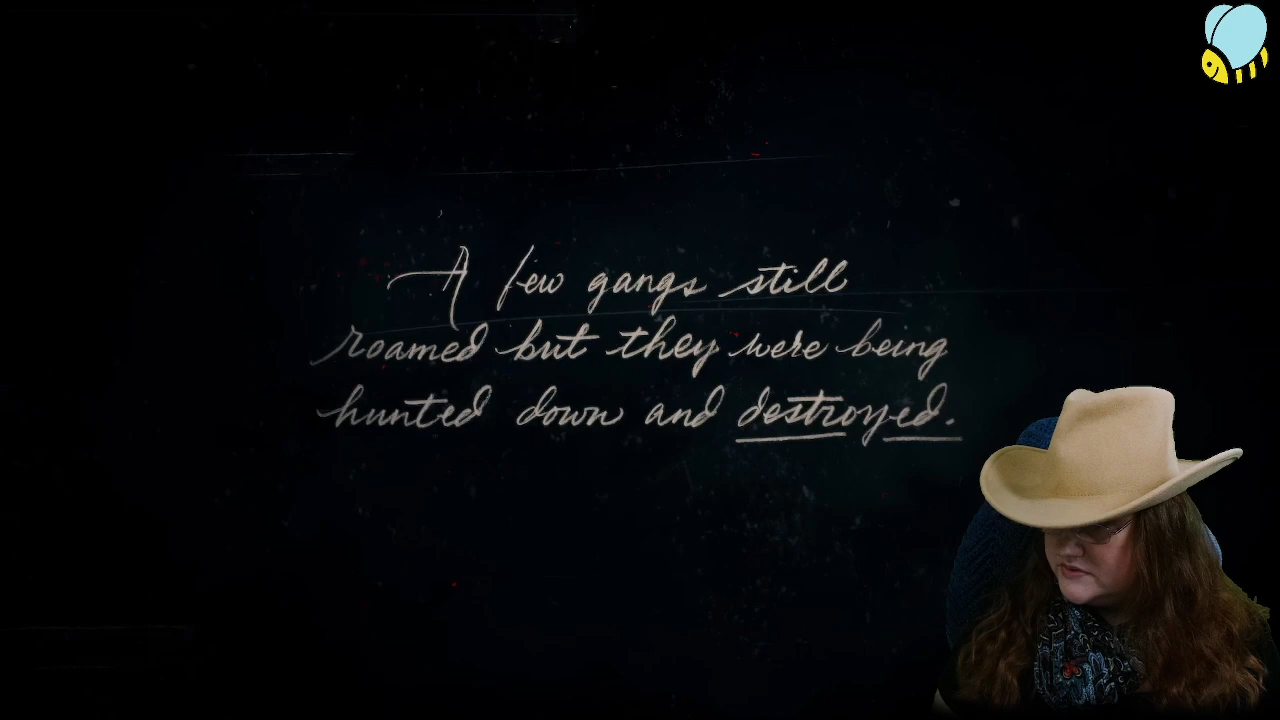 A few gangs still
roamed but they were being
hunted down and destroyed.